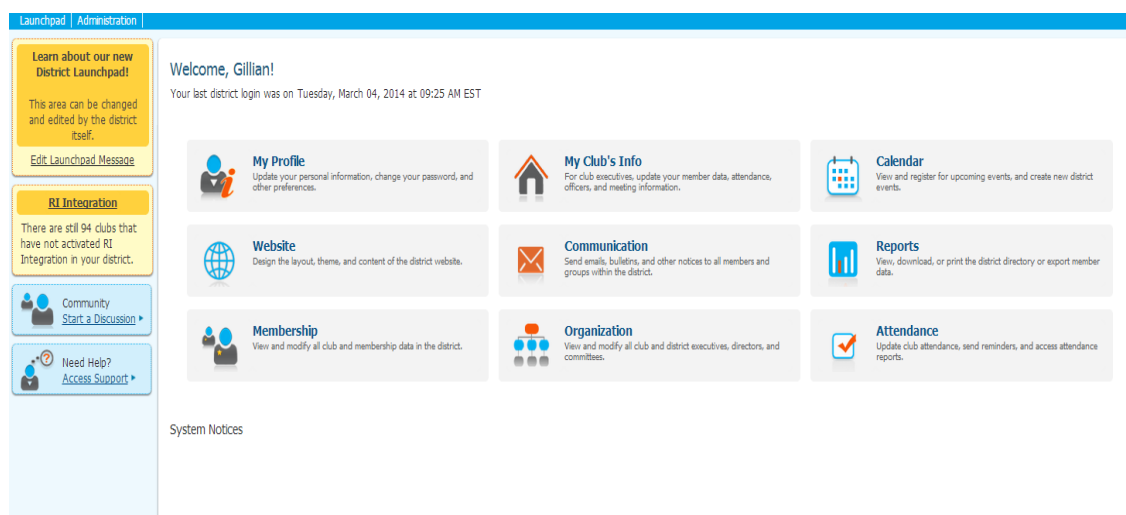 Launchpad | Administration |
Learn about our new
District Launchpad!
This area can be changed
and edited by the district
itself.
Edit Launchpad Message
RI Integration
There are still 94 clubs that
have not activated RI
Integration in your district.
Community
Start a Discussion
Need Help?
Access Support
Welcome, Gillian!
Your last district login was on Tuesday, March 04, 2014 at 09:25 AM EST
My Profile
Update your personal information, change your password, and
other preferences.
My Club's Info
For club executives, update your member data, attendance,
officers, and meeting information.
Calendar
View and register for upcoming events, and create new district
events.
Website
Design the layout, theme, and content of the district website.
Communication
Send emails, bulletins, and other notices to all members and
groups within the district.
Reports
View, download, or print the district directory or export member
data.
Membership
View and modify all club and membership data in the district.
Organization
View and modify all club and district executives, directors, and
committees.
Attendance
Update club attendance, send reminders, and access attendance
reports.
System Notices